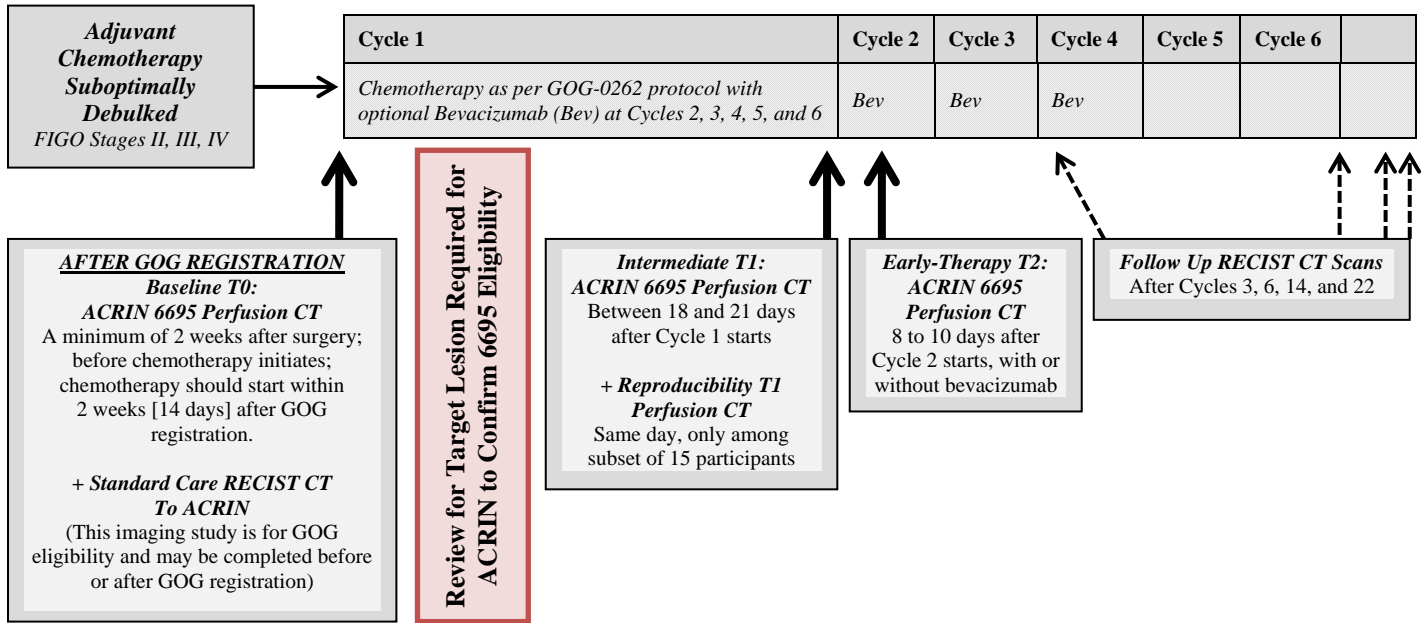 Adjuvant
Chemotherapy
Suboptimally
Debulked
FIGO Stages II, III, IV
Cycle 1
Cycle 2
Cycle 3
Cycle 4
Cycle 5
Cycle 6
Chemotherapy as per GOG-0262 protocol with
optional Bevacizumab (Bev) at Cycles 2, 3, 4, 5, and 6
Bev
Bev
Bev
AFTER GOG REGISTRATION
Baseline T0:
ACRIN 6695 Perfusion CT
A minimum of 2 weeks after surgery;
before chemotherapy initiates;
chemotherapy should start within
2 weeks [14 days] after GOG
registration.
+ Standard Care RECIST CT
To ACRIN
(This imaging study is for GOG
eligibility and may be completed before
or after GOG registration)
Review for Target Lesion Required for
ACRIN to Confirm 6695 Eligibility
Intermediate T1:
ACRIN 6695 Perfusion CT
Between 18 and 21 days
after Cycle 1 starts
+ Reproducibility T1
Perfusion CT
Same day, only among
subset of 15 participants
Early-Therapy T2:
ACRIN 6695
Perfusion CT
8 to 10 days after
Cycle 2 starts, with or
without bevacizumab
Follow Up RECIST CT Scans
After Cycles 3, 6, 14, and 22